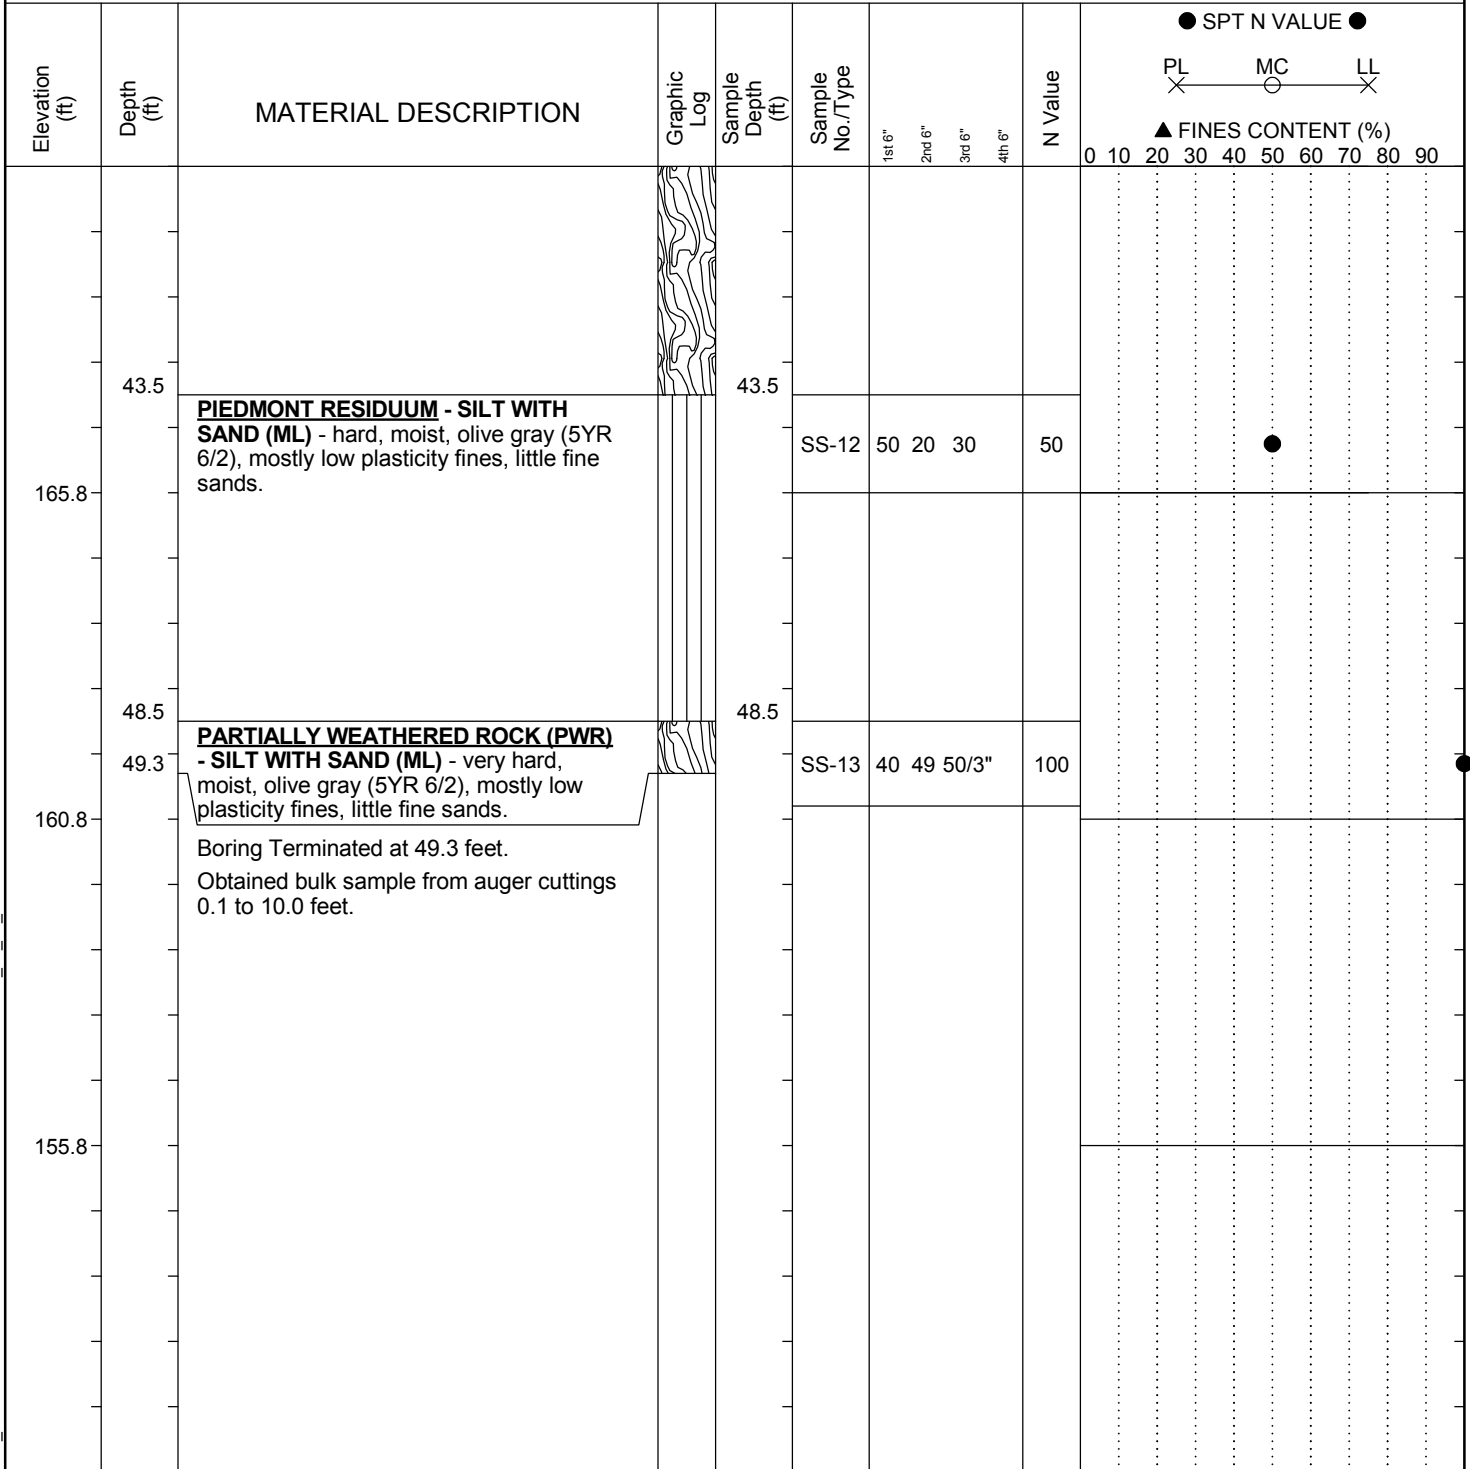 ● SPT N VALUE ●
PL MC LL
▲ FINES CONTENT (%)
0 10 20 30 40 50 60 70 80 90
Elevation
(ft)
Depth
(ft)
MATERIAL DESCRIPTION
Graphic
Log
Sample
Depth
(ft)
Sample
No./Type
1st 6"
2nd 6"
3rd 6"
4th 6"
N Value
43.5 43.5
PIEDMONT RESIDUUM - SILT WITH
SAND (ML) - hard, moist, olive gray (5YR
6/2), mostly low plasticity fines, little fine
sands.
SS-12 50 20 30 50
165.8
48.5 48.5
PARTIALLY WEATHERED ROCK (PWR)
- SILT WITH SAND (ML) - very hard,
moist, olive gray (5YR 6/2), mostly low
plasticity fines, little fine sands.
49.3
SS-13 40 49 50/3" 100
160.8
Boring Terminated at 49.3 feet.
Obtained bulk sample from auger cuttings
0.1 to 10.0 feet.
155.8